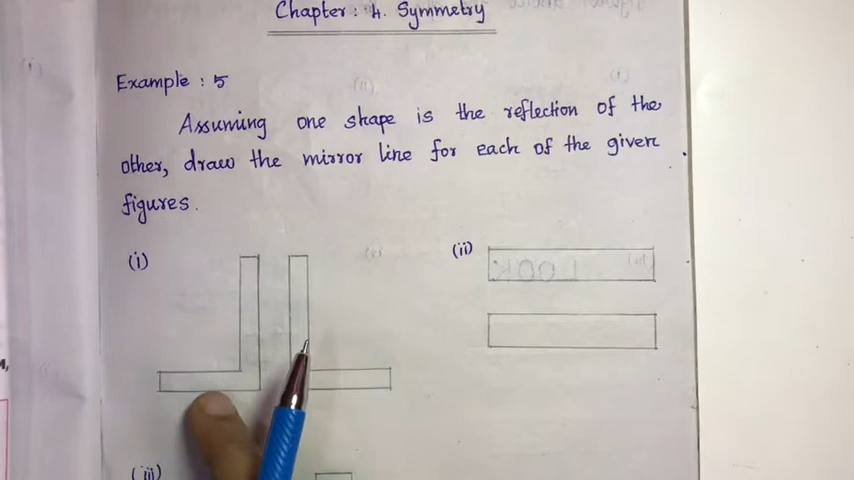 Chapter : 4. Symmetry
Example : 5
Assuming one shape is the reflection of the
other, draw the mirror line for each of the given
figures.
(i)
(ii)
(iii)